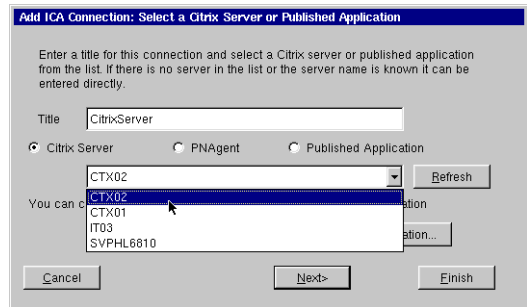 Add ICA Connection: Select a Citrix Server or Published Application
Enter a title for this connection and select a Citrix server or published application
from the list. If there is no server in the list or the server name is known it can be
entered directly.
Title CitrixServer
Citrix Server PNAgent Published Application
CTX02 Refresh
CTX02
You can
CTX01
IT03
SVPHL6810
Cancel Next> Finish